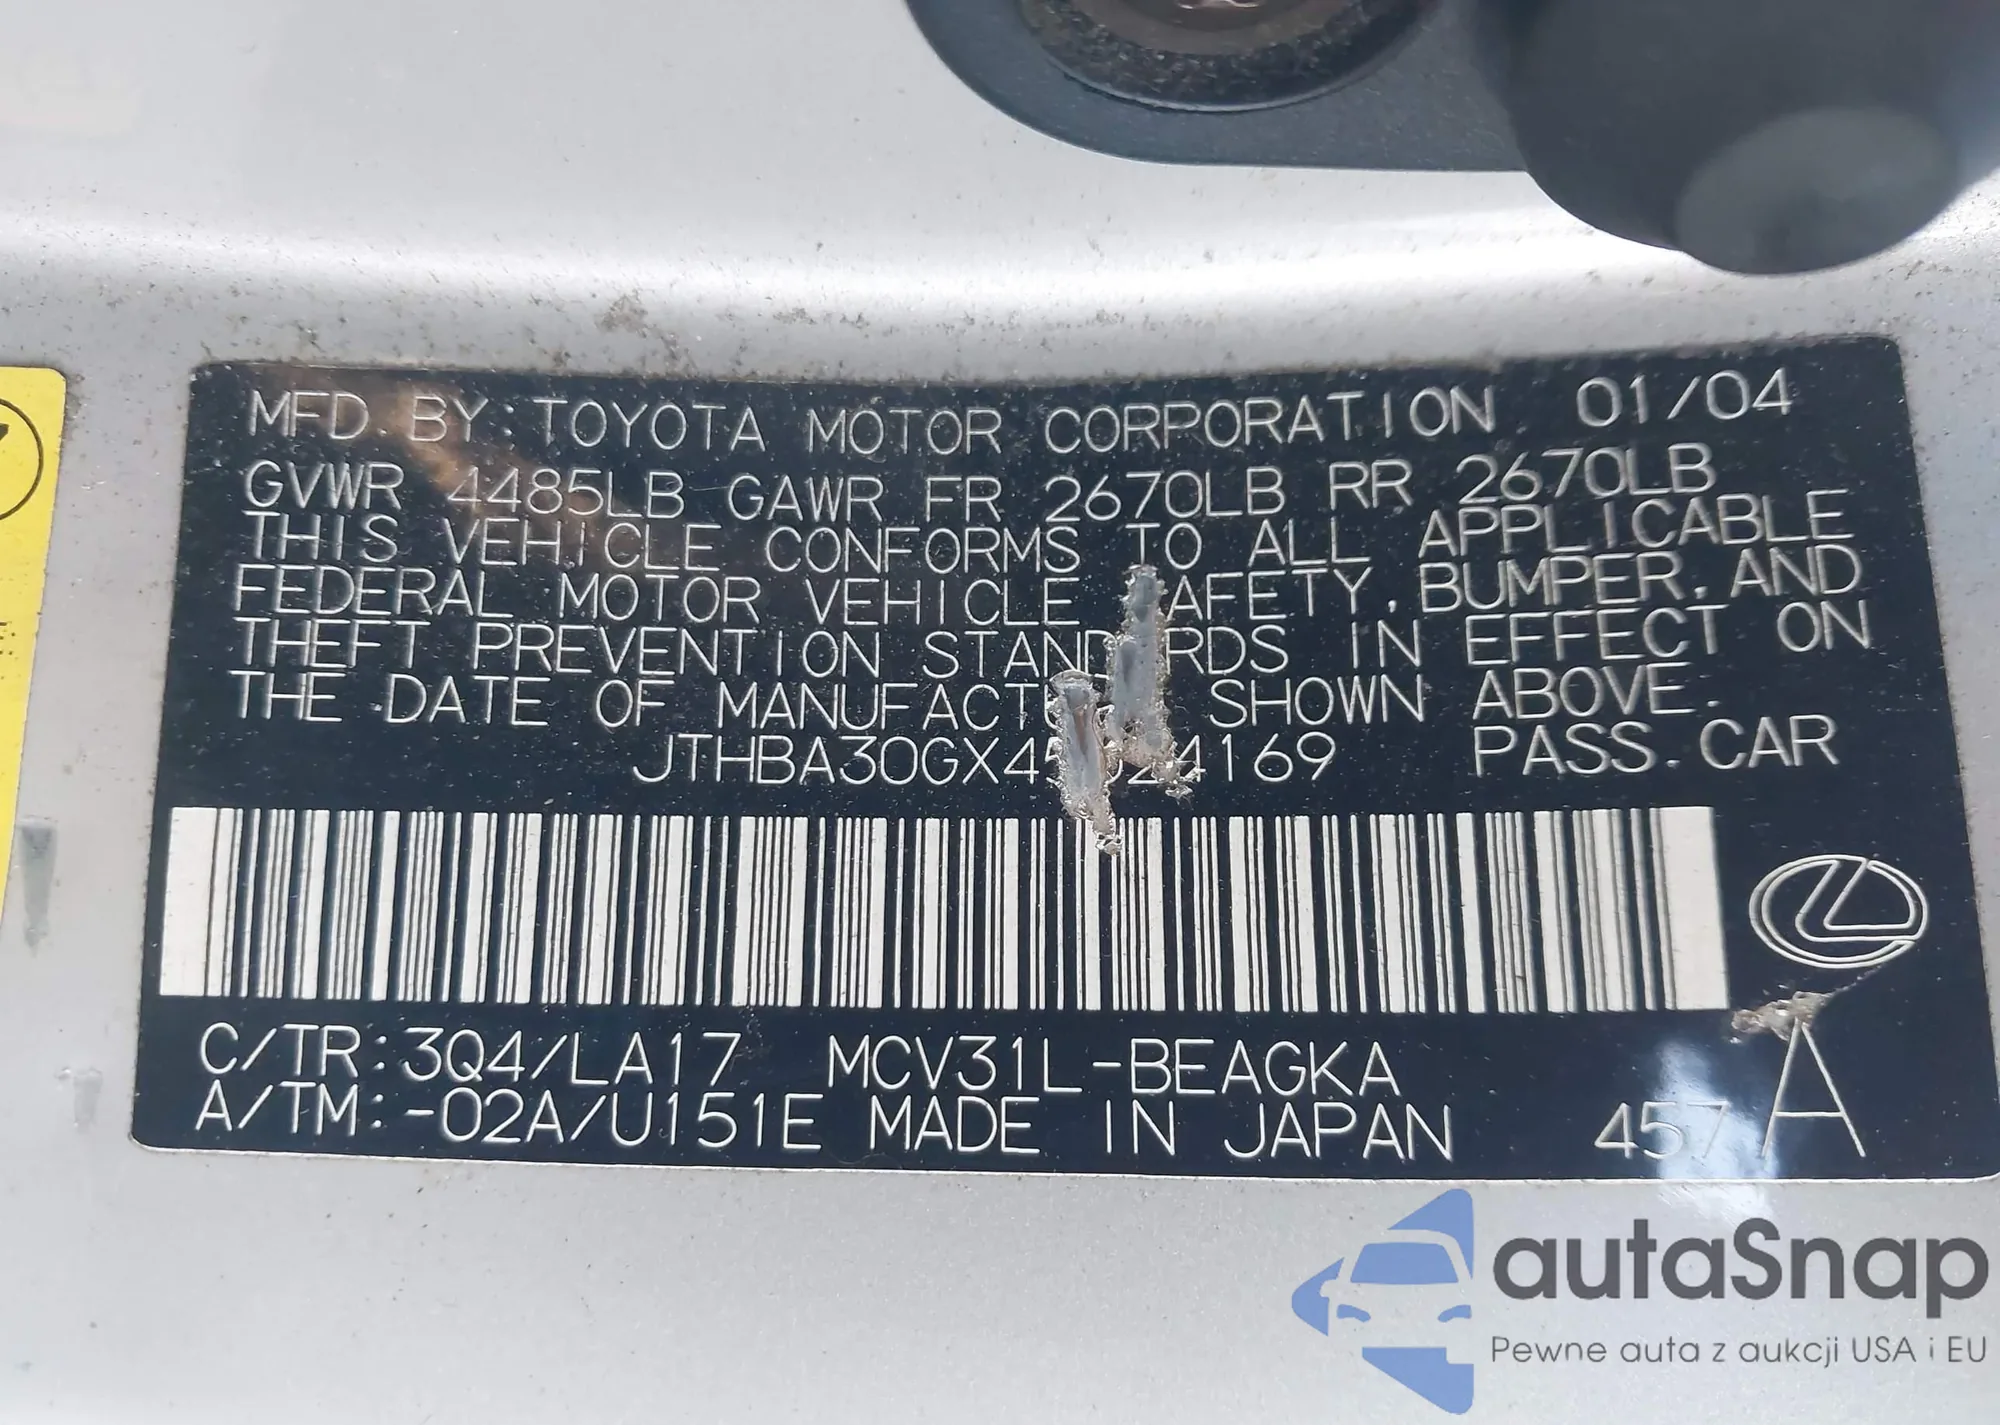 MFD. BY: TOYOTA MOTOR CORPORATION 01/04
GVWR 4485LB GAWR FR 2670LB RR 2670LB
THIS VEHICLE CONFORMS TO ALL APPLICABLE
FEDERAL MOTOR VEHICLE AFETY, BUMPER, AND
THEFT PREVENTION STANDARDS IN EFFECT ON
THE DATE OF SHOWN ABOVE.
PASS. CAR
C/TR: 3Q4/LA17 MCV31L-BEAGKA
A/TM: -02A/U151E MADE IN JAPAN 457 A
autaSnap
Pewne auta z aukcji USA i EU